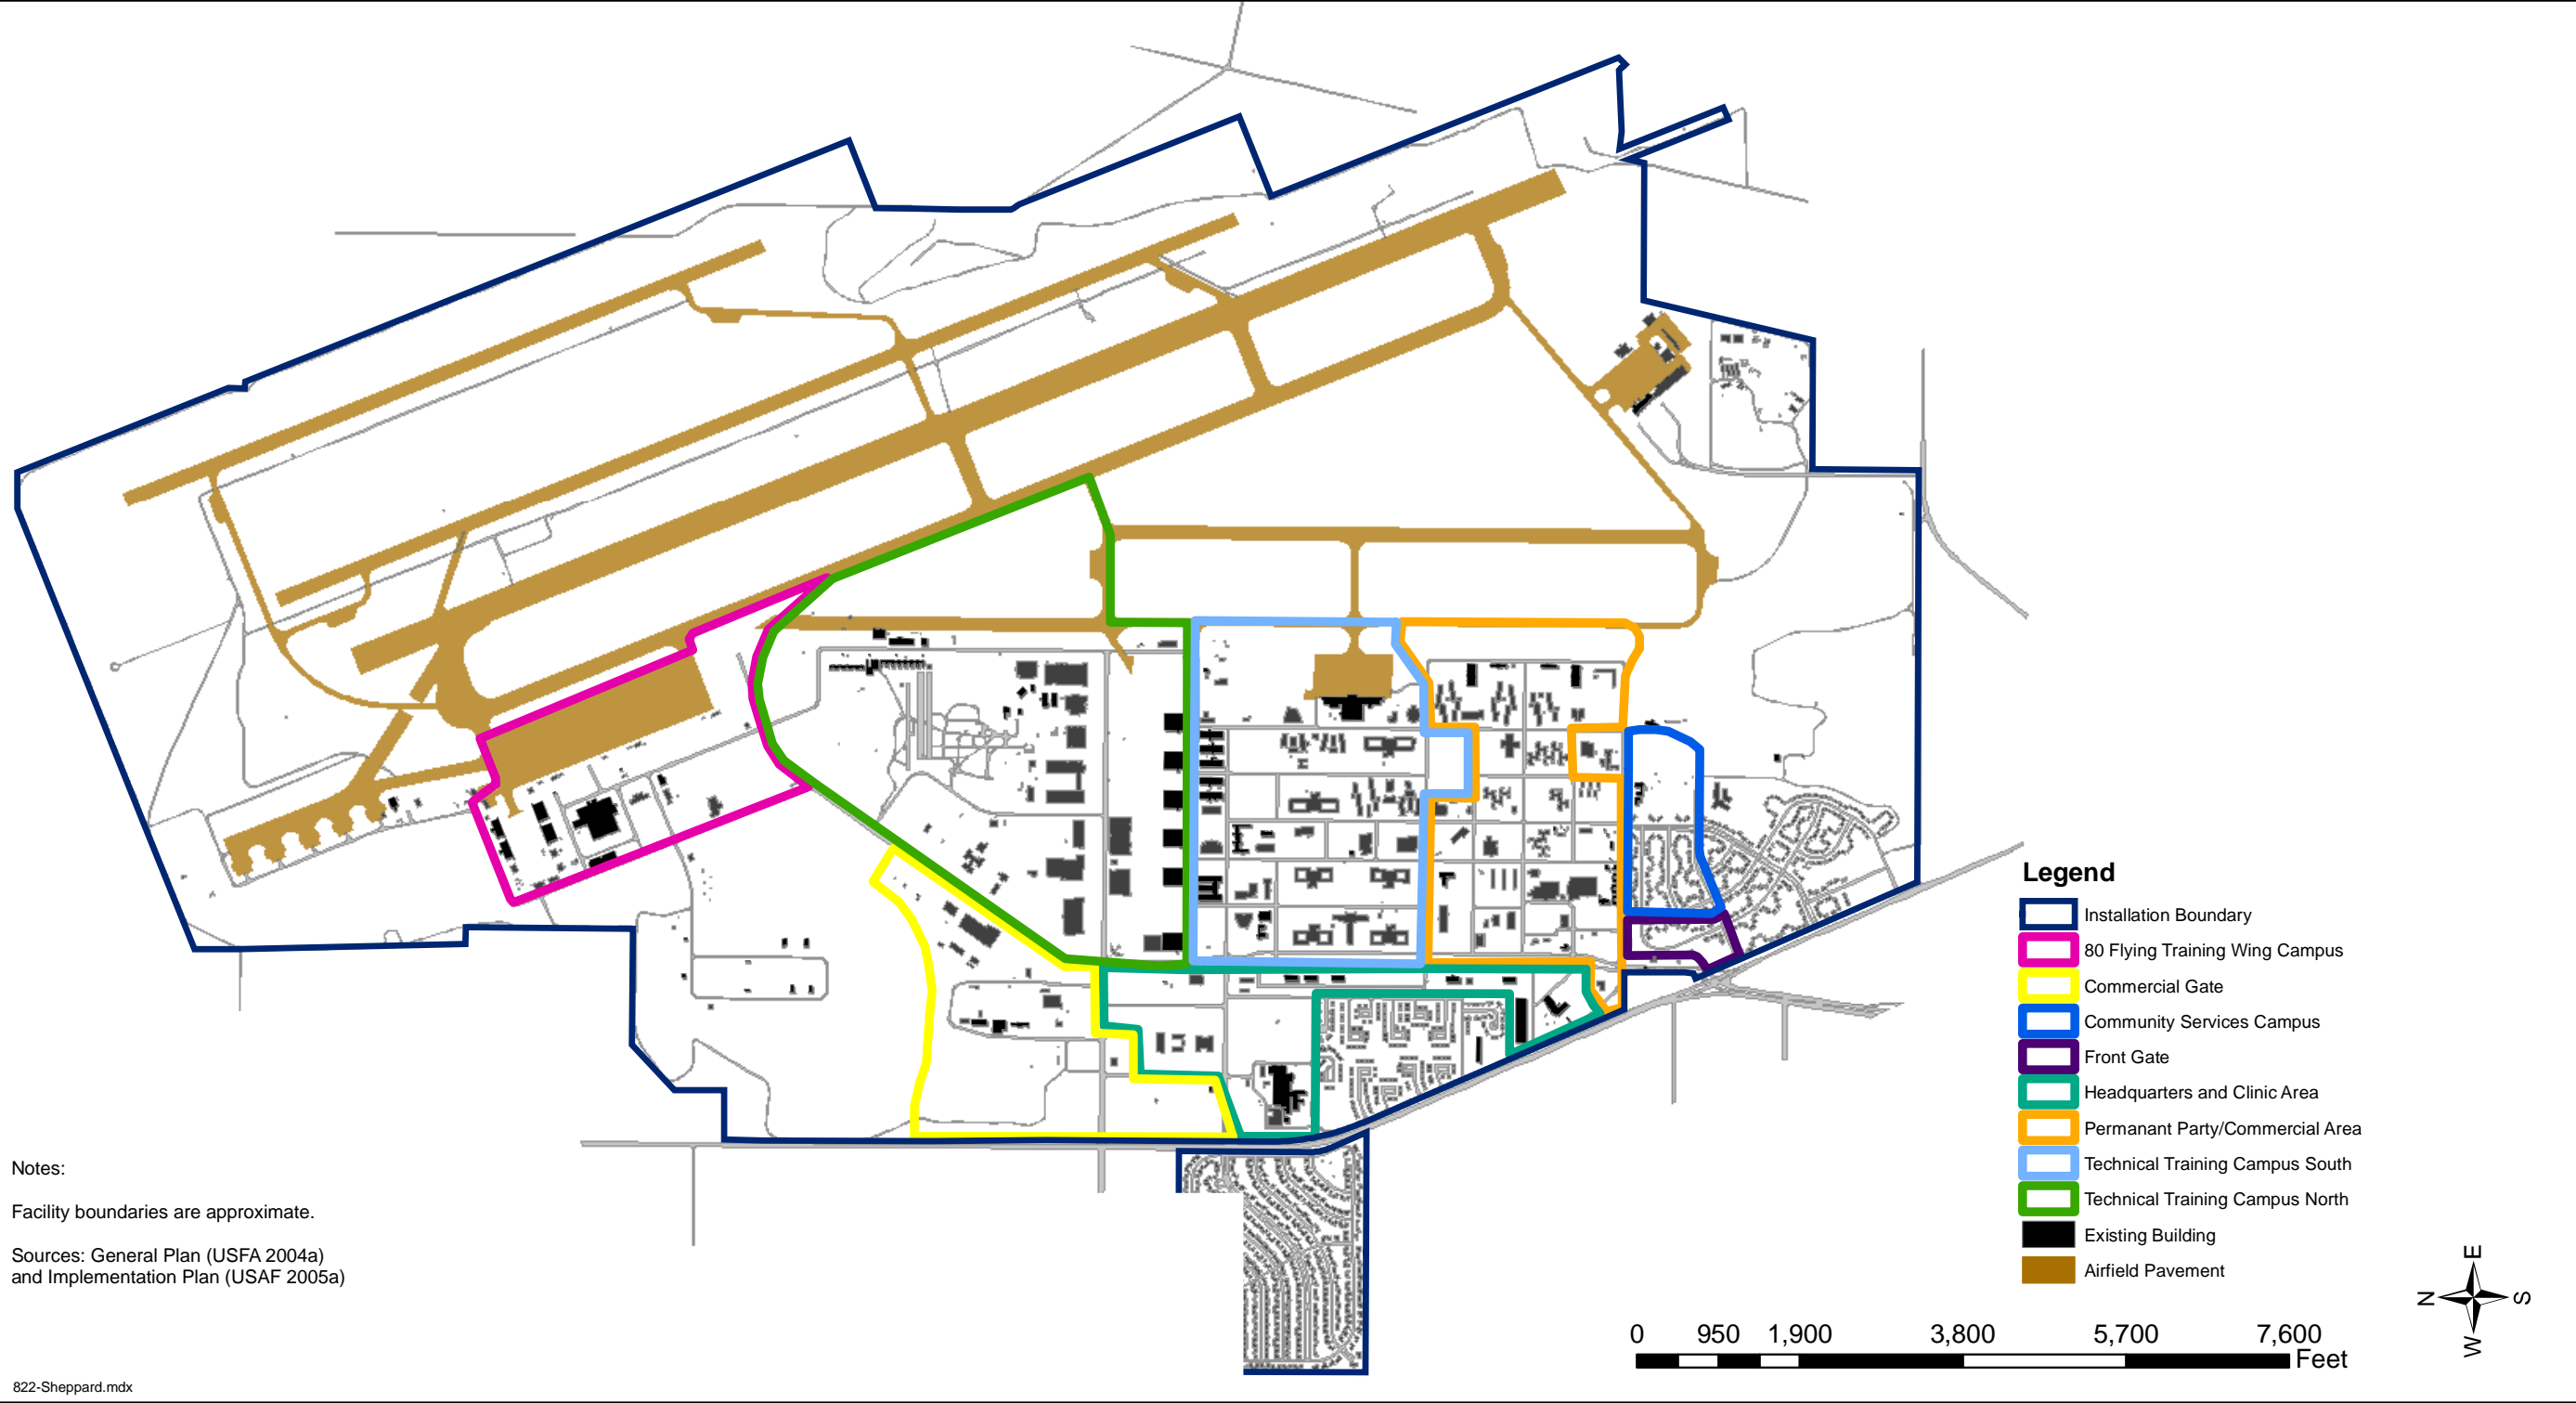 Legend
Installation Boundary
80 Flying Training Wing Campus
Commercial Gate
Community Services Campus
Front Gate
Headquarters and Clinic Area
Permanant Party/Commercial Area
Technical Training Campus South
Technical Training Campus North
Existing Building
Airfield Pavement
Notes:
Facility boundaries are approximate.
Sources: General Plan (USFA 2004a)
and Implementation Plan (USAF 2005a)
E
N S
W
0 950 1,900 3,800 5,700 7,600
Feet
822-Sheppard.mdx